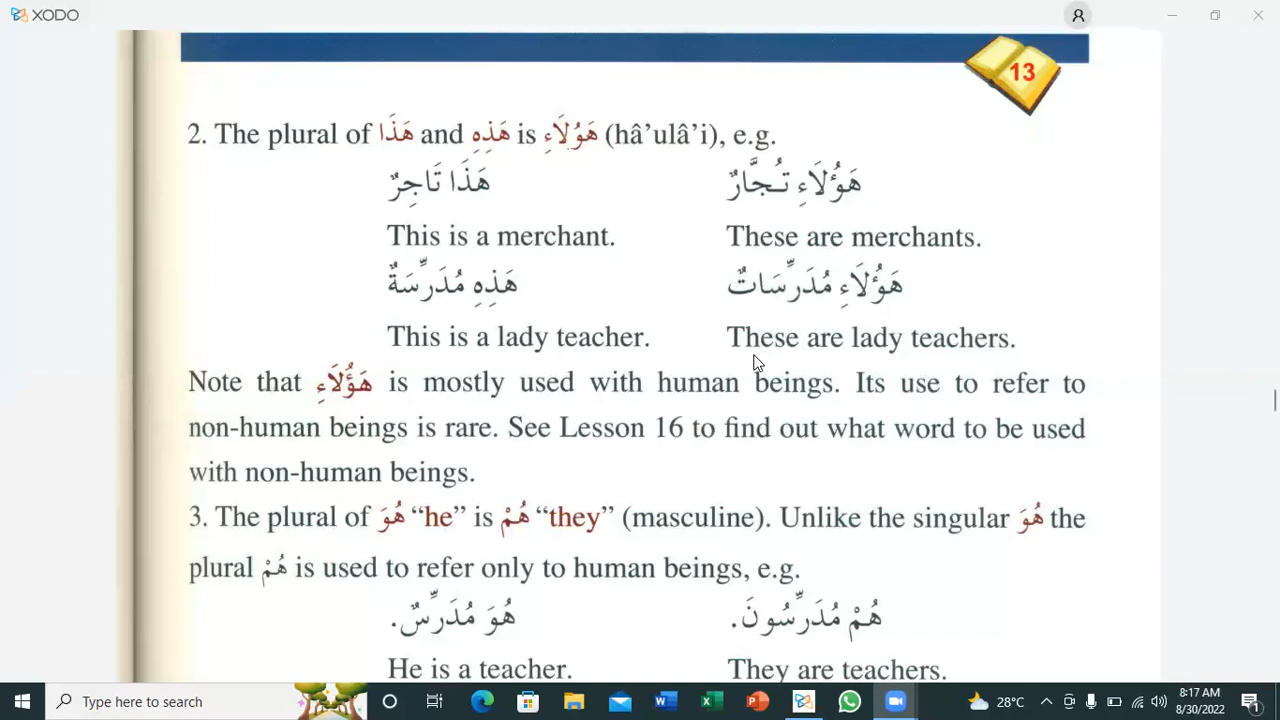 XODO
13
2. The plural of هَذَا and هَذِهِ is هَؤُلَاءِ (hâ’ulâ’i), e.g.
هَذَا تَاجِرٌ هَؤُلَاءِ تُجَّارٌ
This is a merchant. These are merchants.
هَذِهِ مُدَرِّسَةٌ هَؤُلَاءِ مُدَرِّسَاتٌ
This is a lady teacher. These are lady teachers.
Note that هَؤُلَاءِ is mostly used with human beings. Its use to refer to
non-human beings is rare. See Lesson 16 to find out what word to be used
with non-human beings.
3. The plural of هُوَ “he” is هُمْ “they” (masculine). Unlike the singular هُوَ the
plural هُمْ is used to refer only to human beings, e.g.
هُوَ مُدَرِّسٌ. هُمْ مُدَرِّسُونَ.
He is a teacher. They are teachers.
Type here to search
28°C
8:17 AM
8/30/2022